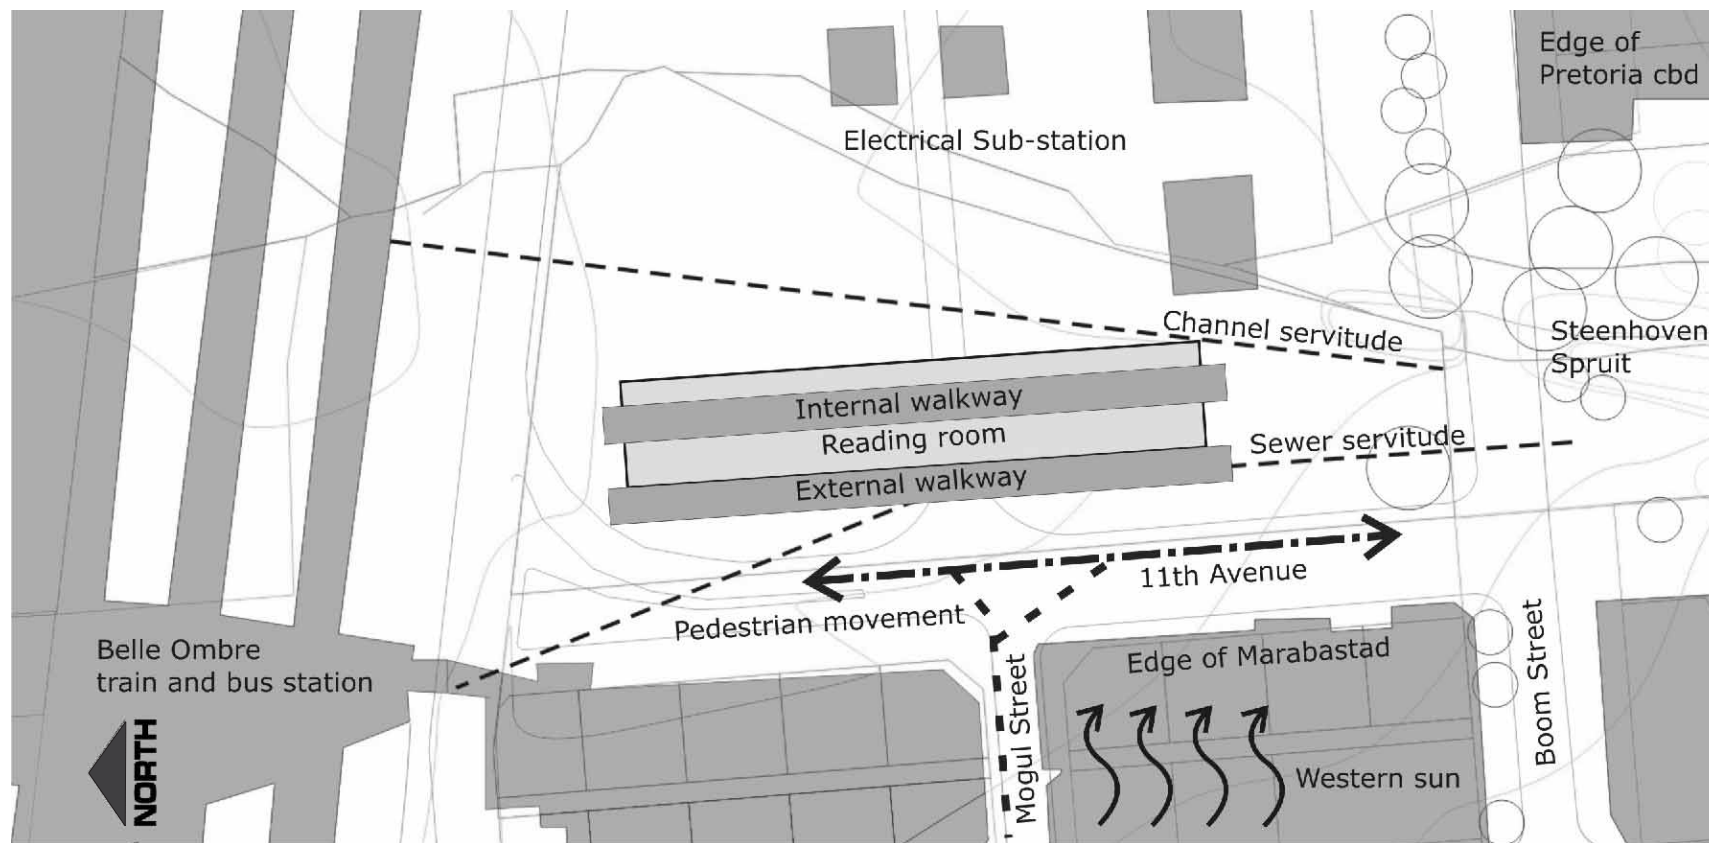 Edge of
Pretoria cbd
Electrical Sub-station
Channel servitude
Steenhoven
Spruit
Internal walkway
Reading room
Sewer servitude
External walkway
11th Avenue
Pedestrian movement
Belle Ombre
train and bus station
Edge of Marabastad
Mogul Street
Boom Street
Western sun
NORTH